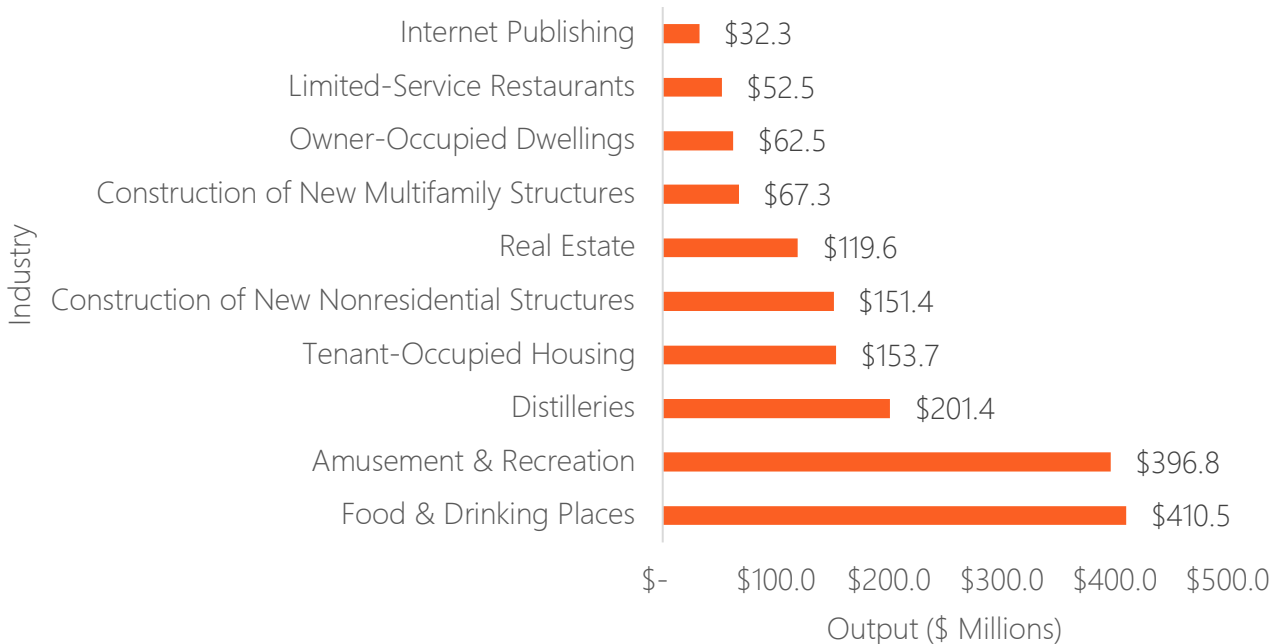 Internet Publishing $32.3
Limited-Service Restaurants $52.5
Owner-Occupied Dwellings $62.5
Construction of New Multifamily Structures $67.3
Real Estate $119.6
Industry
Construction of New Nonresidential Structures $151.4
Tenant-Occupied Housing $153.7
Distilleries $201.4
Amusement & Recreation $396.8
Food & Drinking Places $410.5
$- $100.0 $200.0 $300.0 $400.0 $500.0
Output ($ Millions)